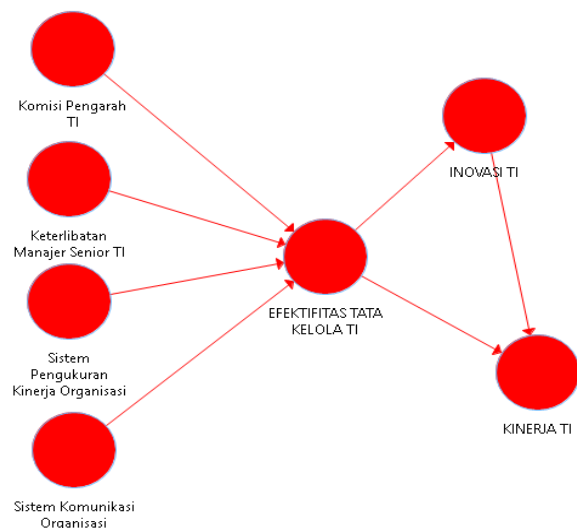 Komisi Pengarah
TI
INOVASI TI
Keterlibatan
Manajer Senior TI
EFEKTIFITAS TATA
KELOLA TI
Sistem
Pengukuran
Kinerja Organisasi
KINERJA TI
Sistem Komunikasi
Organisasi